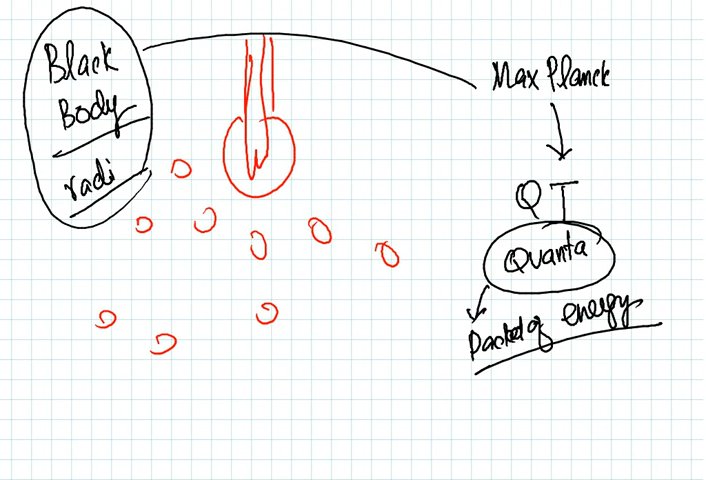 Black
Body
radi
Max Planck
QT
Quanta
Packet of energy